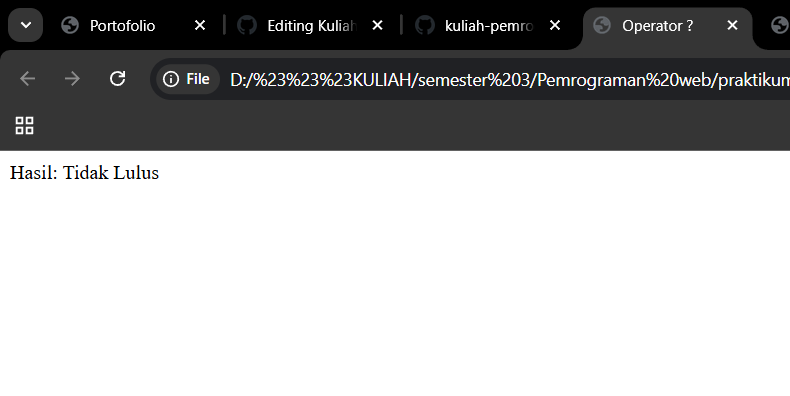 Portofolio
Editing Kuliah
kuliah-pemro
Operator ?
File
D:/%23%23%23KULIAH/semester%203/Pemrograman%20web/praktikum
Hasil: Tidak Lulus